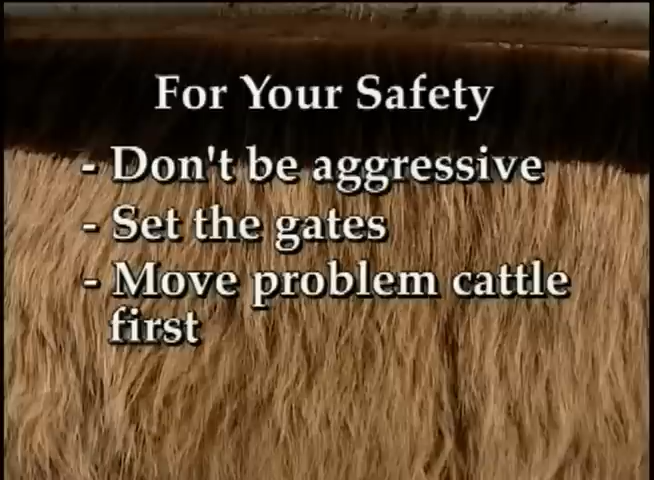 For Your Safety
- Don't be aggressive
- Set the gates
- Move problem cattle
first